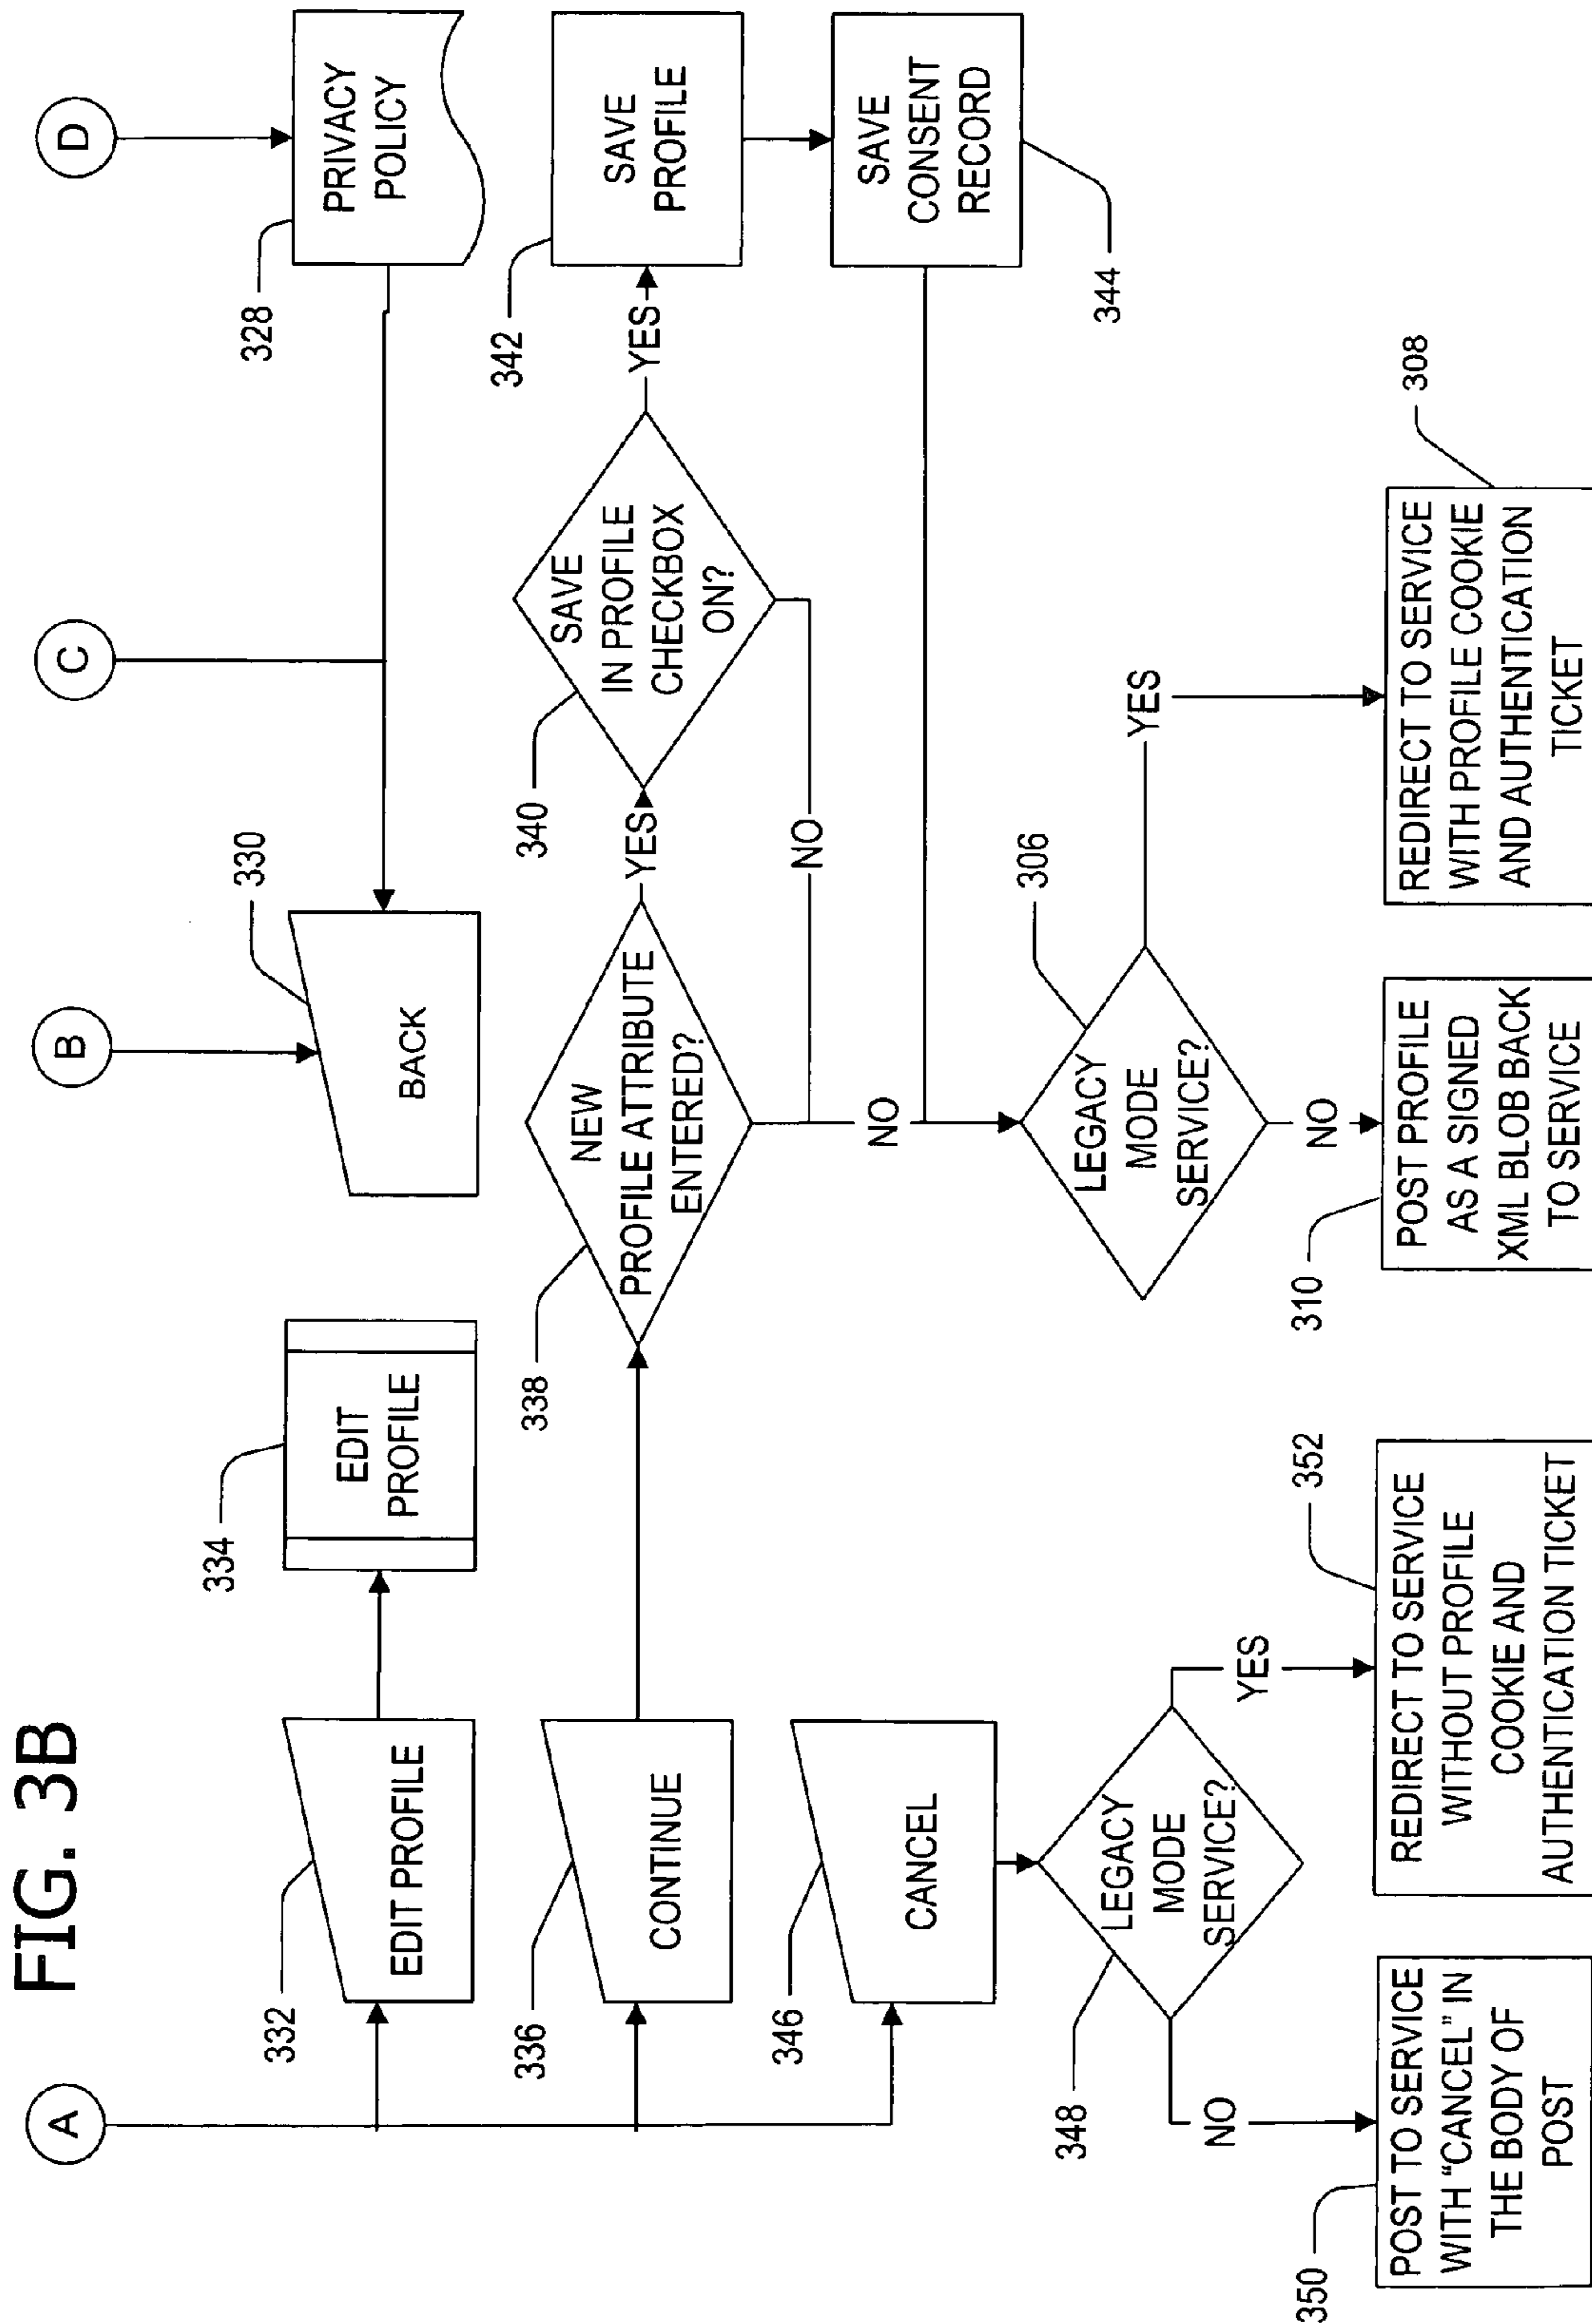 FIG. 3B
A
B
C
D
332
EDIT PROFILE
334
EDIT
PROFILE
330
BACK
328
PRIVACY
POLICY
336
CONTINUE
338
NEW
PROFILE ATTRIBUTE
ENTERED?
YES
NO
340
SAVE
IN PROFILE
CHECKBOX
ON?
YES
NO
342
SAVE
PROFILE
344
SAVE
CONSENT
RECORD
346
CANCEL
348
LEGACY
MODE
SERVICE?
NO
YES
306
LEGACY
MODE
SERVICE?
NO
YES
350
POST TO SERVICE
WITH “CANCEL” IN
THE BODY OF
POST
352
REDIRECT TO SERVICE
WITHOUT PROFILE
COOKIE AND
AUTHENTICATION TICKET
310
POST PROFILE
AS A SIGNED
XML BLOB BACK
TO SERVICE
308
REDIRECT TO SERVICE
WITH PROFILE COOKIE
AND AUTHENTICATION
TICKET